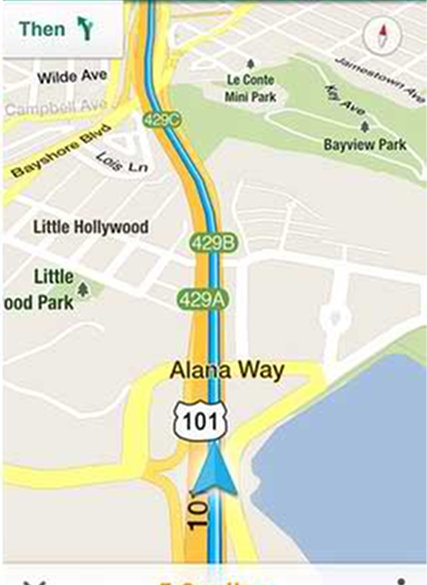 Then
Wilde Ave
Campbell Ave
Le Conte
Mini Park
Jamestown Ave
Key Ave
429C
Bayview Park
Bayshore Blvd
Lois Ln
Little Hollywood
429B
Little
ood Park
429A
Alana Way
101
10